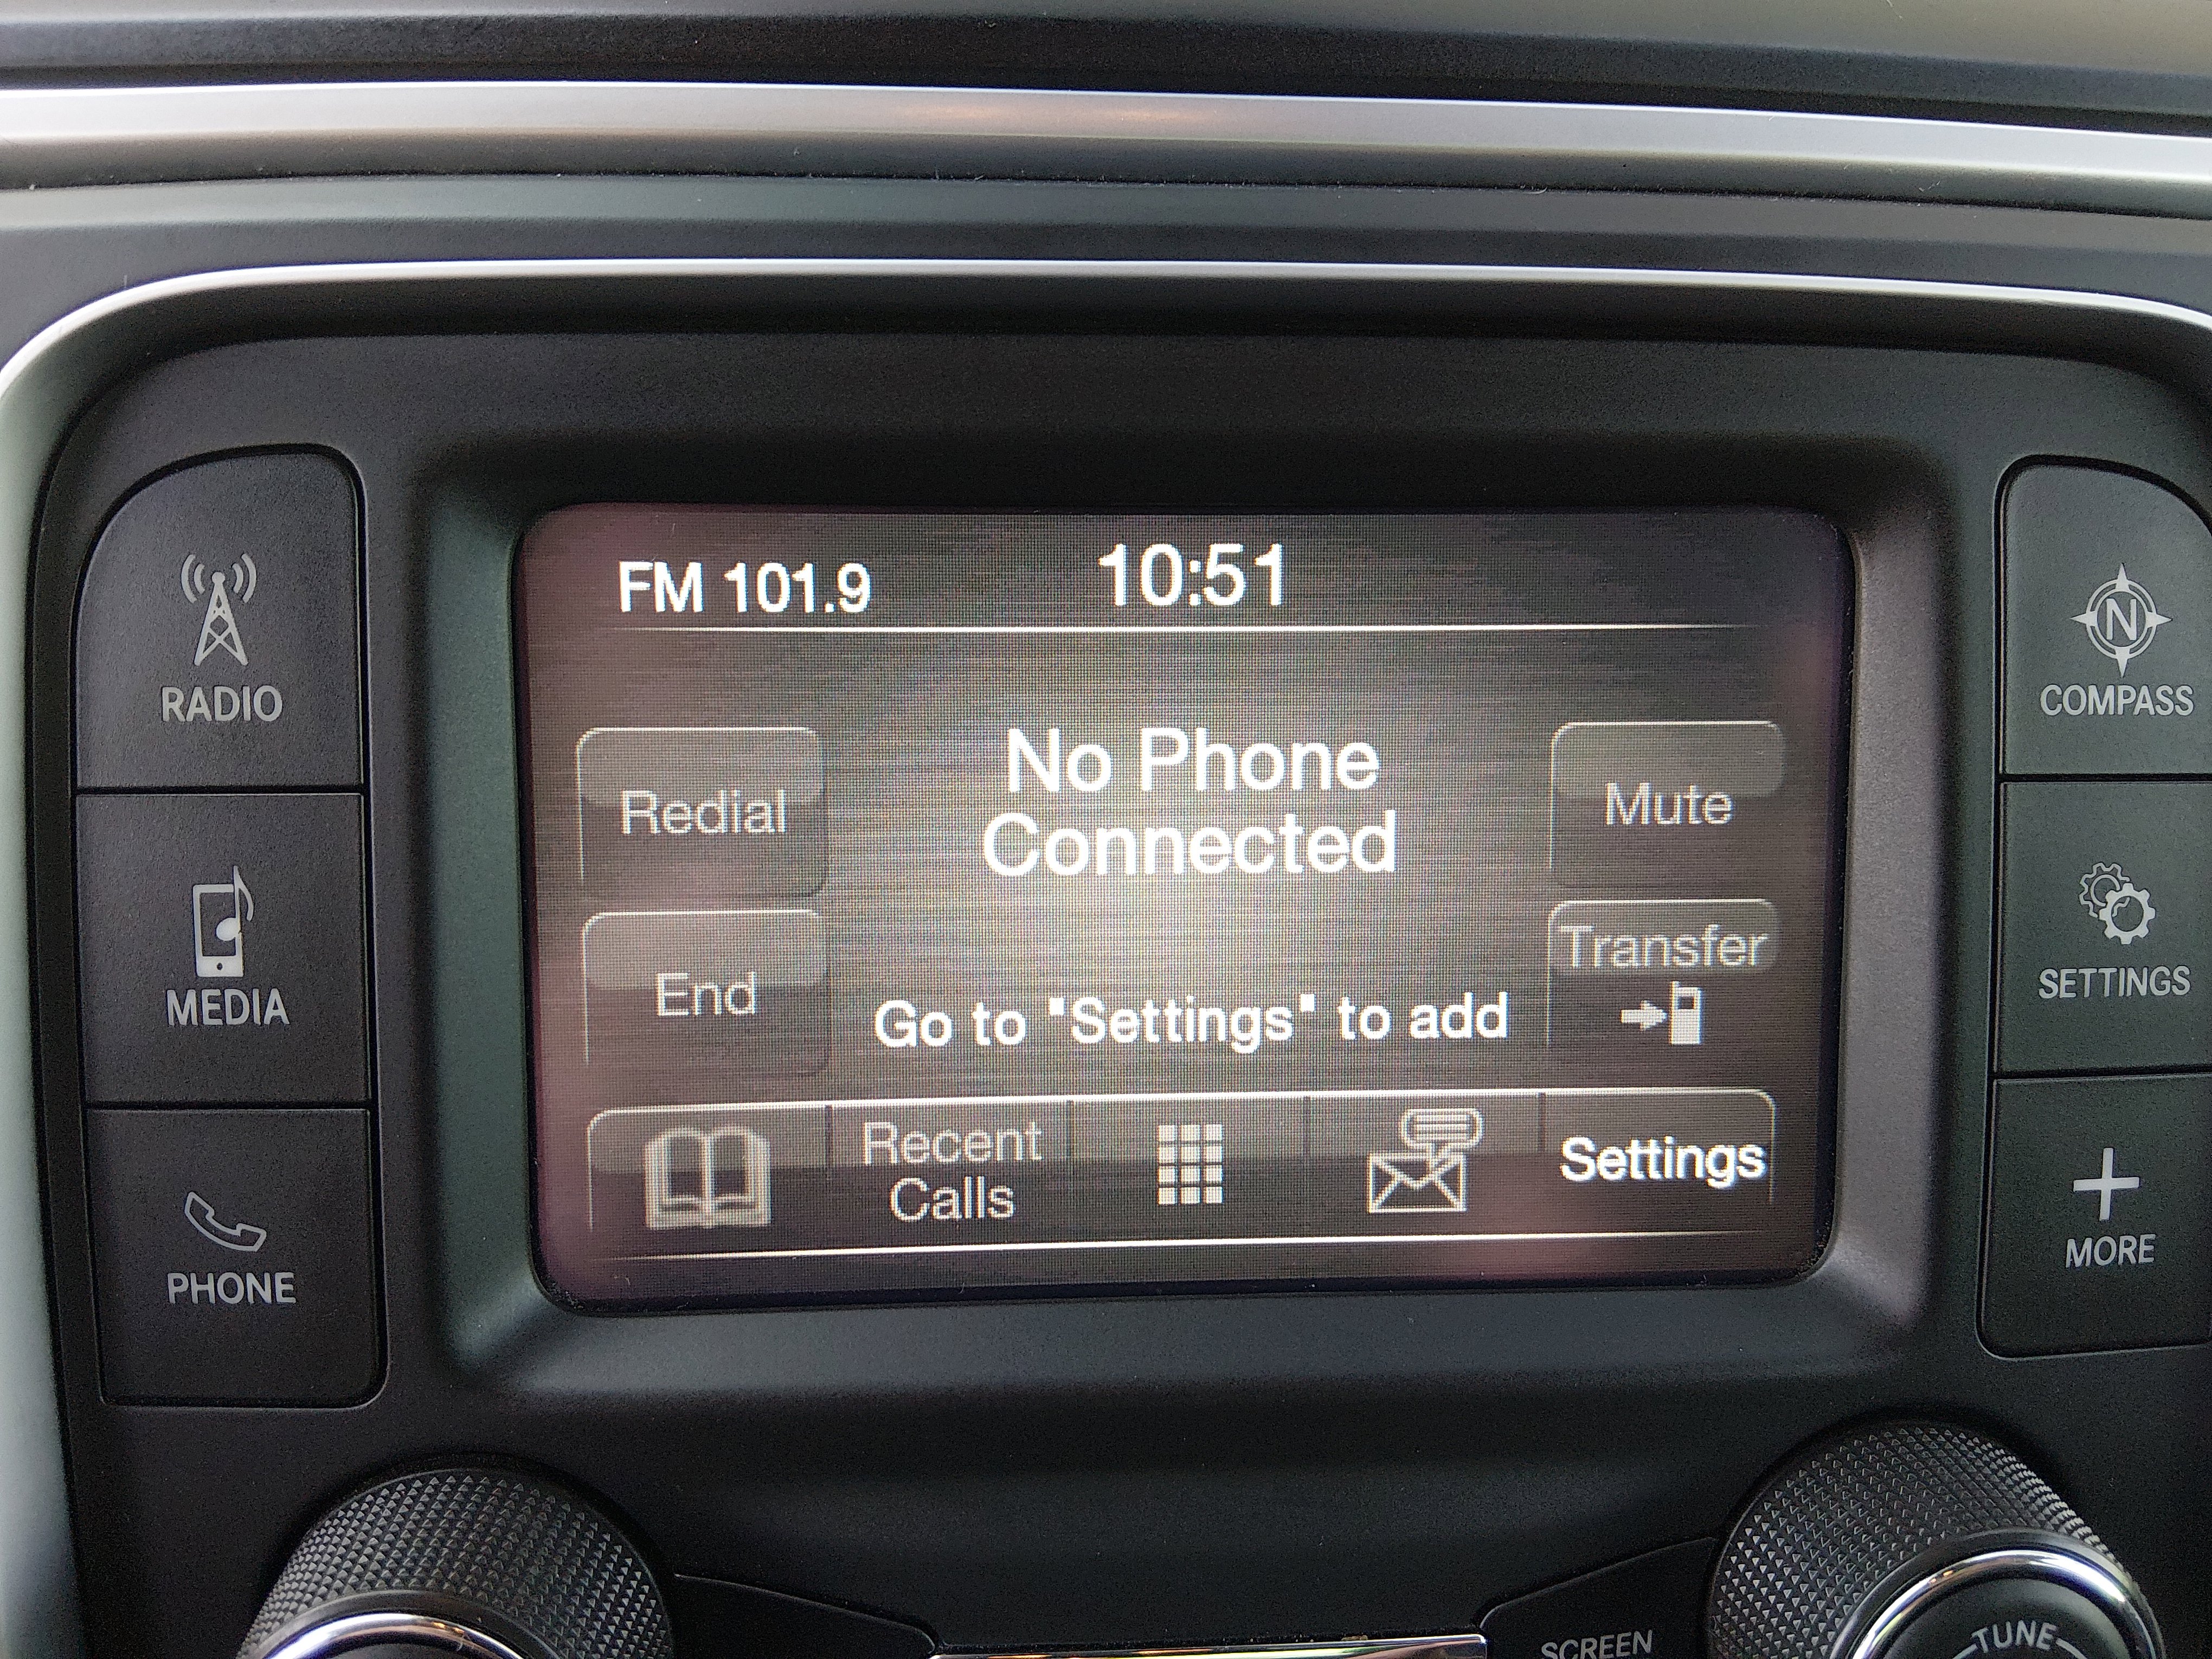 FM 101.9
10:51
RADIO
N
COMPASS
No Phone
Connected
Redial
Mute
MEDIA
SETTINGS
End
Transfer
Go to "Settings" to add
Recent
Calls
Settings
PHONE
MORE
SCREEN
TUNE